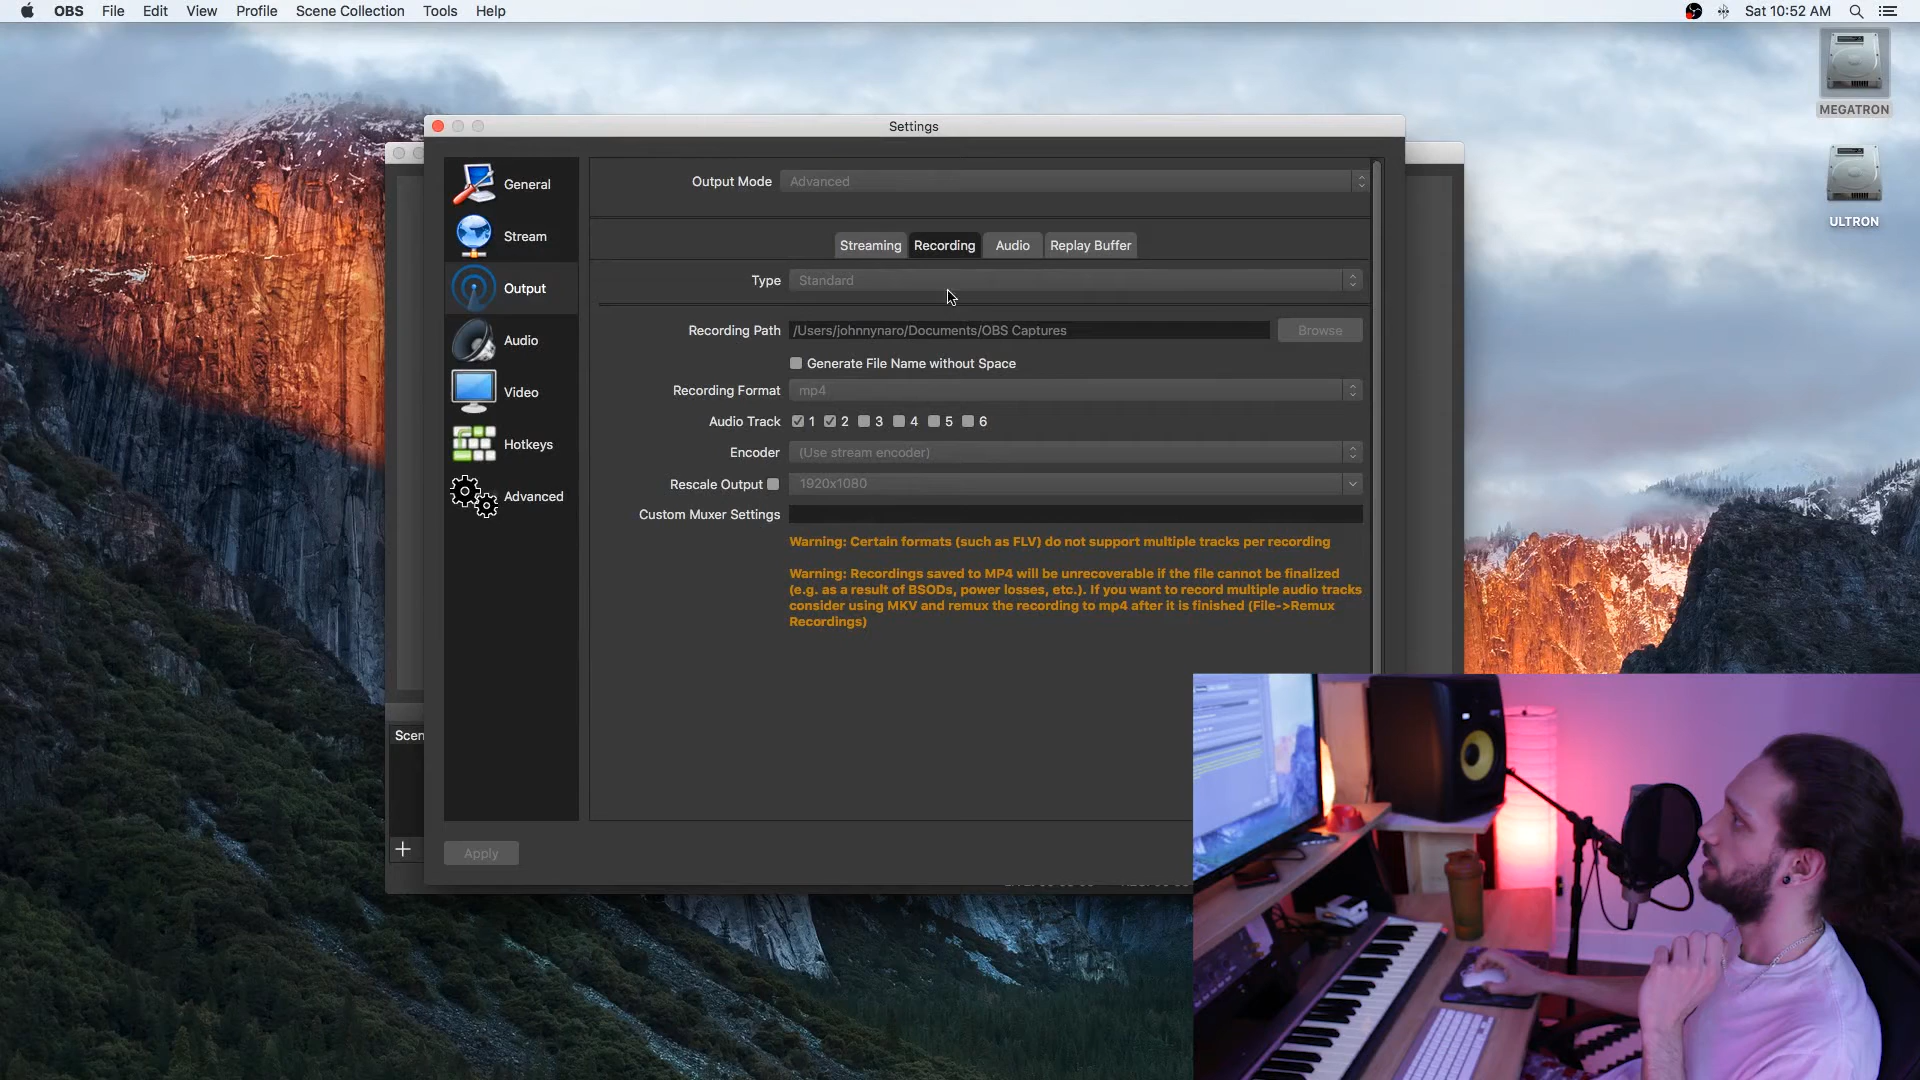 OBS File Edit View Profile Scene Collection Tools Help
Sat 10:52 AM
MEGATRON
ULTRON
Settings
General
Stream
Output
Audio
Video
Hotkeys
Advanced
Output Mode Advanced
Streaming Recording Audio Replay Buffer
Type Standard
Recording Path /Users/johnnynaro/Documents/OBS Captures Browse
Generate File Name without Space
Recording Format mp4
Audio Track 1 2 3 4 5 6
Encoder (Use stream encoder)
Rescale Output 1920x1080
Custom Muxer Settings
Warning: Certain formats (such as FLV) do not support multiple tracks per recording
Warning: Recordings saved to MP4 will be unrecoverable if the file cannot be finalized
(e.g. as a result of BSODs, power losses, etc.). If you want to record multiple audio tracks
consider using MKV and remux the recording to mp4 after it is finished (File->Remux
Recordings)
Scen
Apply